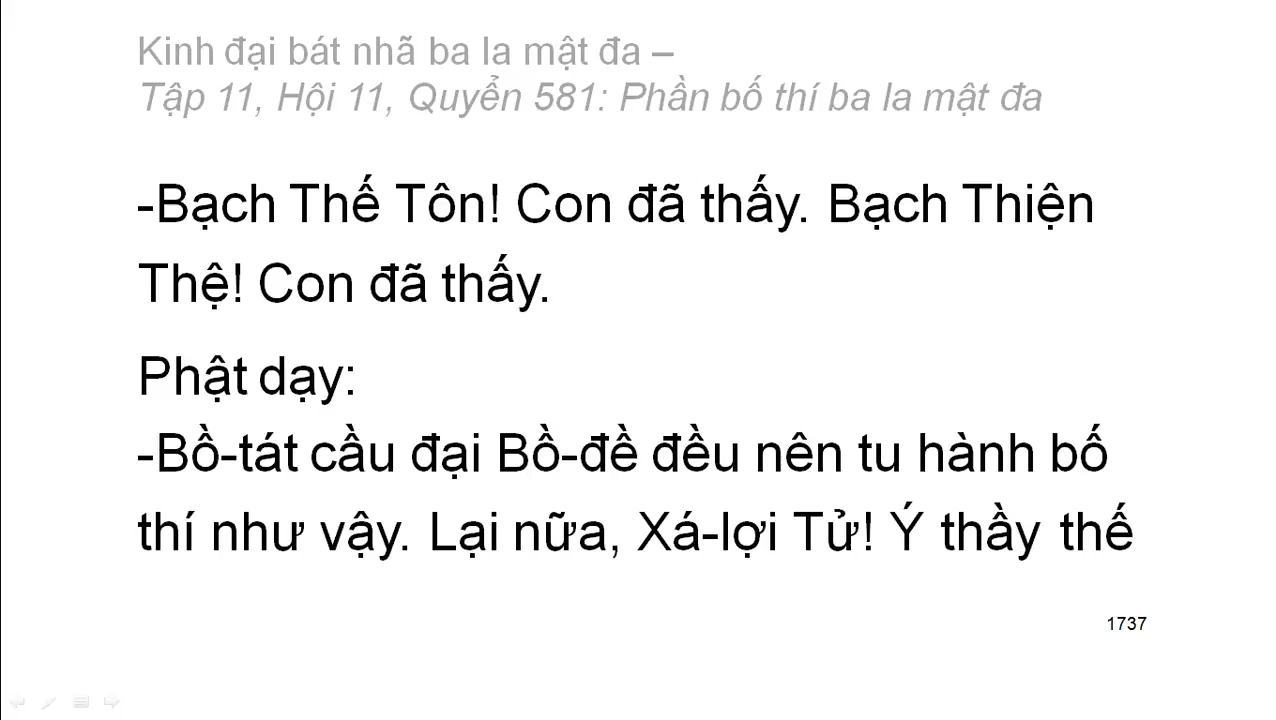 Kinh đại bát nhã ba la mật đa –
Tập 11, Hội 11, Quyển 581: Phần bố thí ba la mật đa
-Bạch Thế Tôn! Con đã thấy. Bạch Thiện
Thệ! Con đã thấy.
Phật dạy:
-Bồ-tát cầu đại Bồ-đề đều nên tu hành bố
thí như vậy. Lại nữa, Xá-lợi Tử! Ý thầy thế
1737